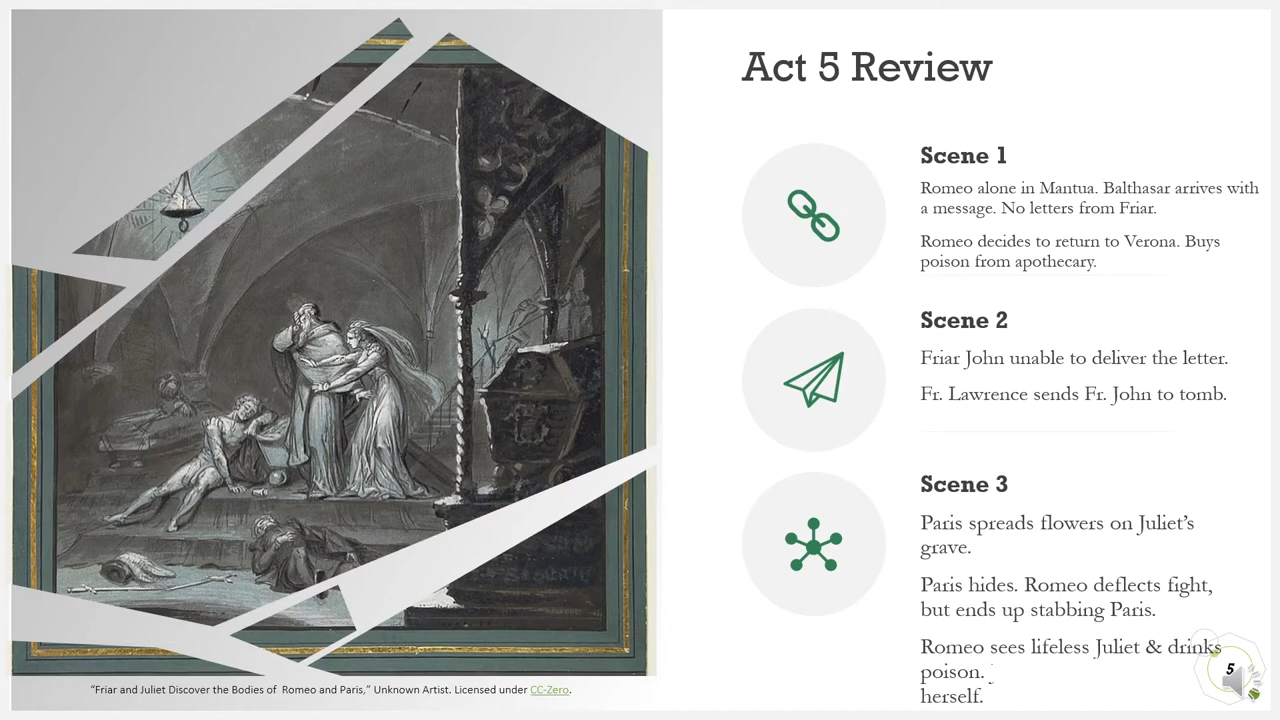 Act 5 Review
Scene 1
Romeo alone in Mantua. Balthasar arrives with
a message. No letters from Friar.
Romeo decides to return to Verona. Buys
poison from apothecary.
Scene 2
Friar John unable to deliver the letter.
Fr. Lawrence sends Fr. John to tomb.
Scene 3
Paris spreads flowers on Juliet’s
grave.
Paris hides. Romeo deflects fight,
but ends up stabbing Paris.
Romeo sees lifeless Juliet & drinks
poison.
herself.
5
“Friar and Juliet Discover the Bodies of Romeo and Paris,” Unknown Artist. Licensed under CC-Zero.